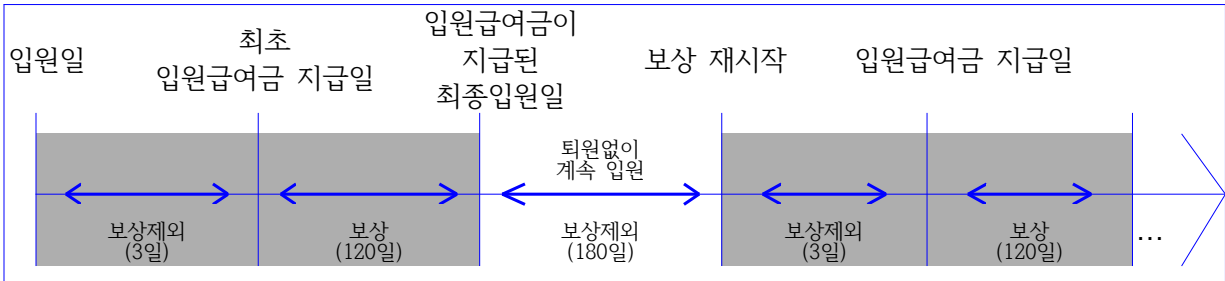 입원일
최초
입원급여금 지급일
입원급여금이
지급된
최종입원일
보상 재시작
입원급여금 지급일
퇴원없이
계속 입원
보상제외
(3일)
보상
(120일)
보상제외
(180일)
보상제외
(3일)
보상
(120일)
...